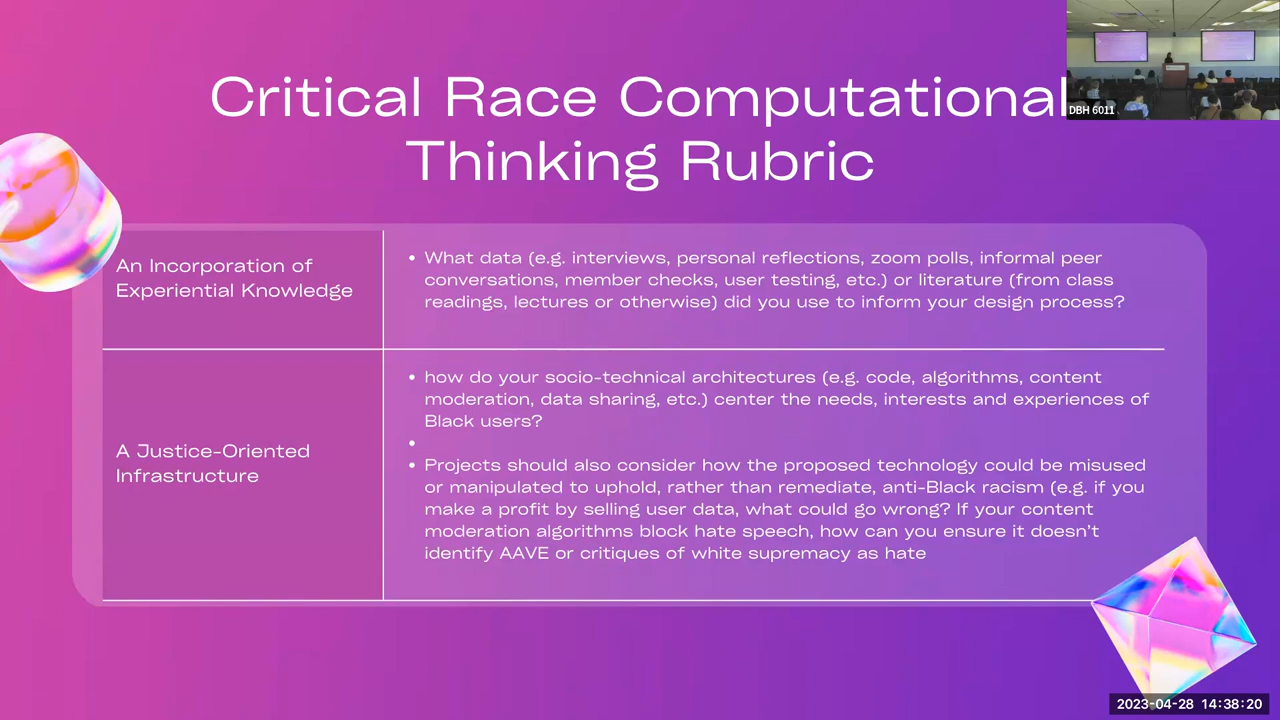 Critical Race Computational
Thinking Rubric
DBH 6011
An Incorporation of
Experiential Knowledge
• What data (e.g. interviews, personal reflections, zoom polls, informal peer
conversations, member checks, user testing, etc.) or literature (from class
readings, lectures or otherwise) did you use to inform your design process?
A Justice-Oriented
Infrastructure
• how do your socio-technical architectures (e.g. code, algorithms, content
moderation, data sharing, etc.) center the needs, interests and experiences of
Black users?
•
• Projects should also consider how the proposed technology could be misused
or manipulated to uphold, rather than remediate, anti-Black racism (e.g. if you
make a profit by selling user data, what could go wrong? If your content
moderation algorithms block hate speech, how can you ensure it doesn't
identify AAVE or critiques of white supremacy as hate
2023-04-28 14:38:20